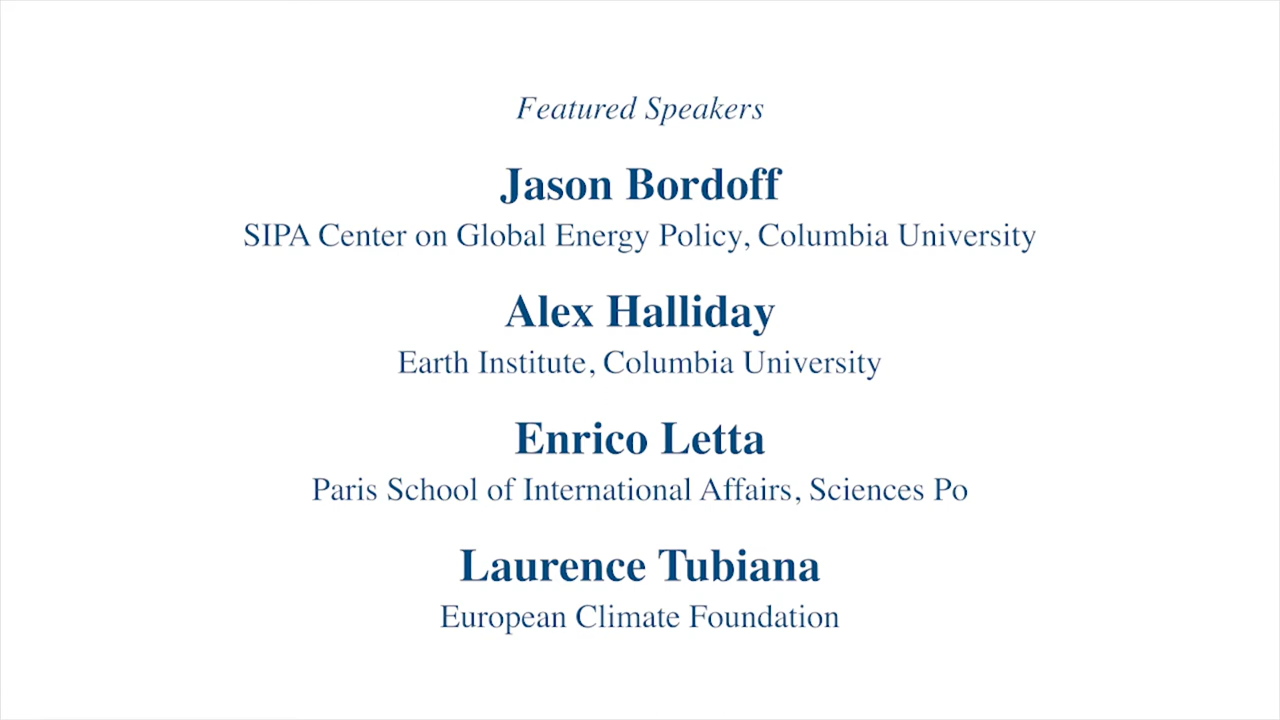 Featured Speakers
Jason Bordoff
SIPA Center on Global Energy Policy, Columbia University
Alex Halliday
Earth Institute, Columbia University
Enrico Letta
Paris School of International Affairs, Sciences Po
Laurence Tubiana
European Climate Foundation